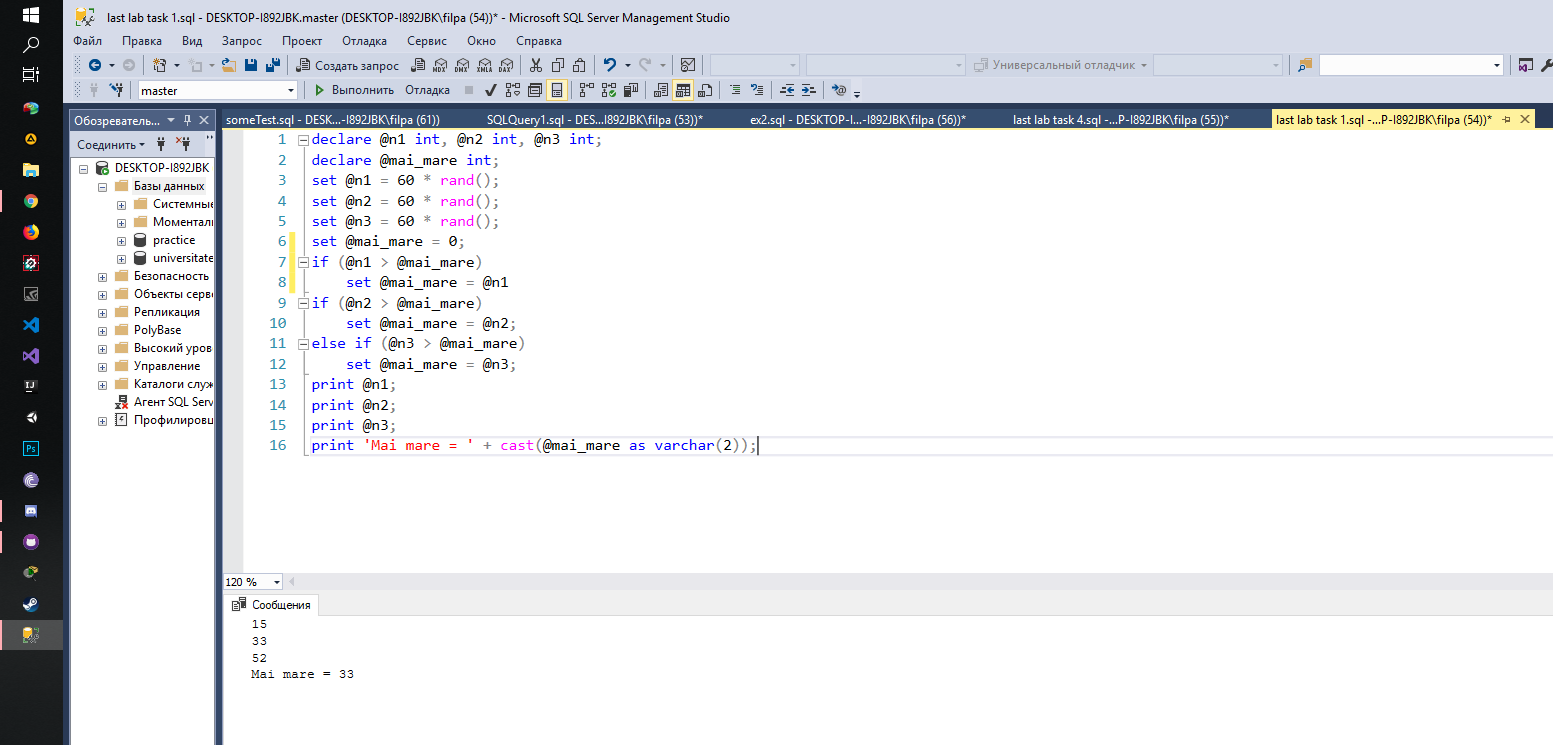 last lab task 1.sql - DESKTOP-I892JBK.master (DESKTOP-I892JBK\filpa (54))* - Microsoft SQL Server Management Studio
Файл Правка Вид Запрос Проект Отладка Сервис Окно Справка
Создать запрос MDX DMX XMLA DAX Универсальный отладчик
master Выполнить Отладка
Обозреватель... someTest.sql - DESK...-I892JBK\filpa (61)) SQLQuery1.sql - DES...I892JBK\filpa (53))* ex2.sql - DESKTOP-I...-I892JBK\filpa (56))* last lab task 4.sql -...P-I892JBK\filpa (55))* last lab task 1.sql -...P-I892JBK\filpa (54))*
Соединить
DESKTOP-I892JBK
Базы данных
Системные
Моментал
practice
universitate
Безопасность
Объекты серве
Репликация
PolyBase
Высокий уров
Управление
Каталоги служ
Агент SQL Serv
Профилировщ
1 declare @n1 int, @n2 int, @n3 int;
2 declare @mai_mare int;
3 set @n1 = 60 * rand();
4 set @n2 = 60 * rand();
5 set @n3 = 60 * rand();
6 set @mai_mare = 0;
7 if (@n1 > @mai_mare)
8 set @mai_mare = @n1
9 if (@n2 > @mai_mare)
10 set @mai_mare = @n2;
11 else if (@n3 > @mai_mare)
12 set @mai_mare = @n3;
13 print @n1;
14 print @n2;
15 print @n3;
16 print 'Mai mare = ' + cast(@mai_mare as varchar(2));
120 %
Сообщения
15
33
52
Mai mare = 33
IJ
Ps